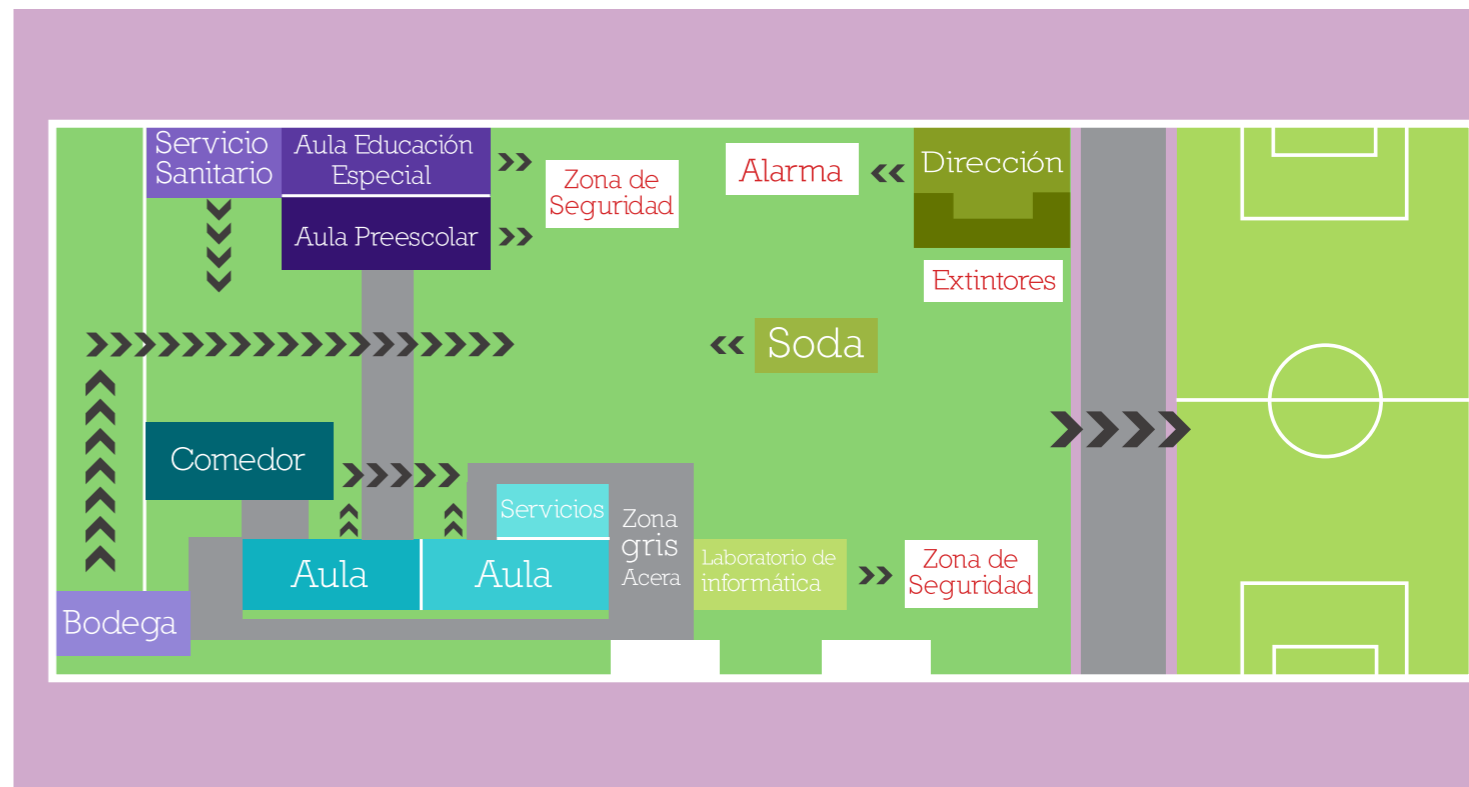 Servicio
Sanitario
Aula Educación
Especial
Zona de
Seguridad
Alarma
Dirección
Aula Preescolar
Extintores
Soda
Comedor
Servicios
Zona
gris
Acera
Laboratorio de
informática
Zona de
Seguridad
Aula
Aula
Bodega